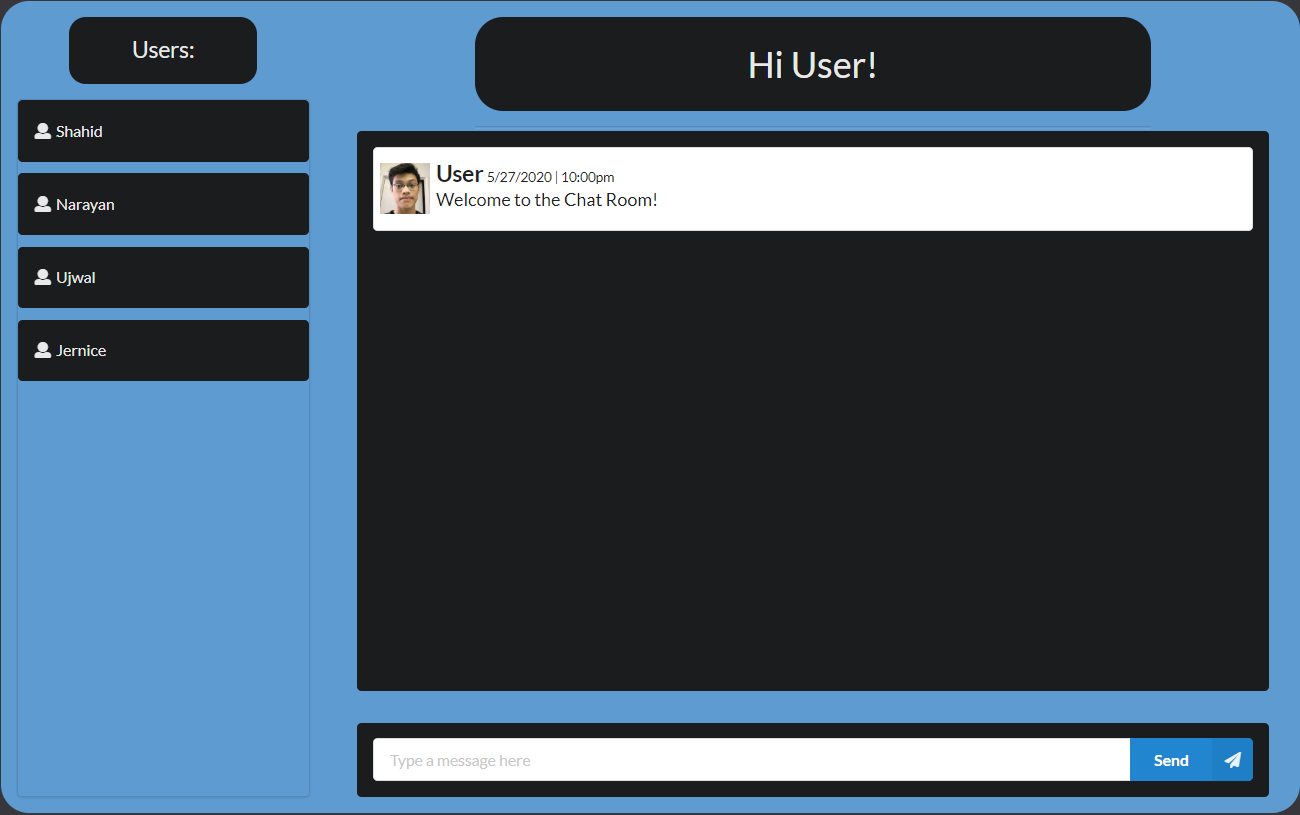 Users:
Shahid
Narayan
Ujwal
Jernice
Hi User!
User 5/27/2020 | 10:00pm
Welcome to the Chat Room!
Type a message here
Send